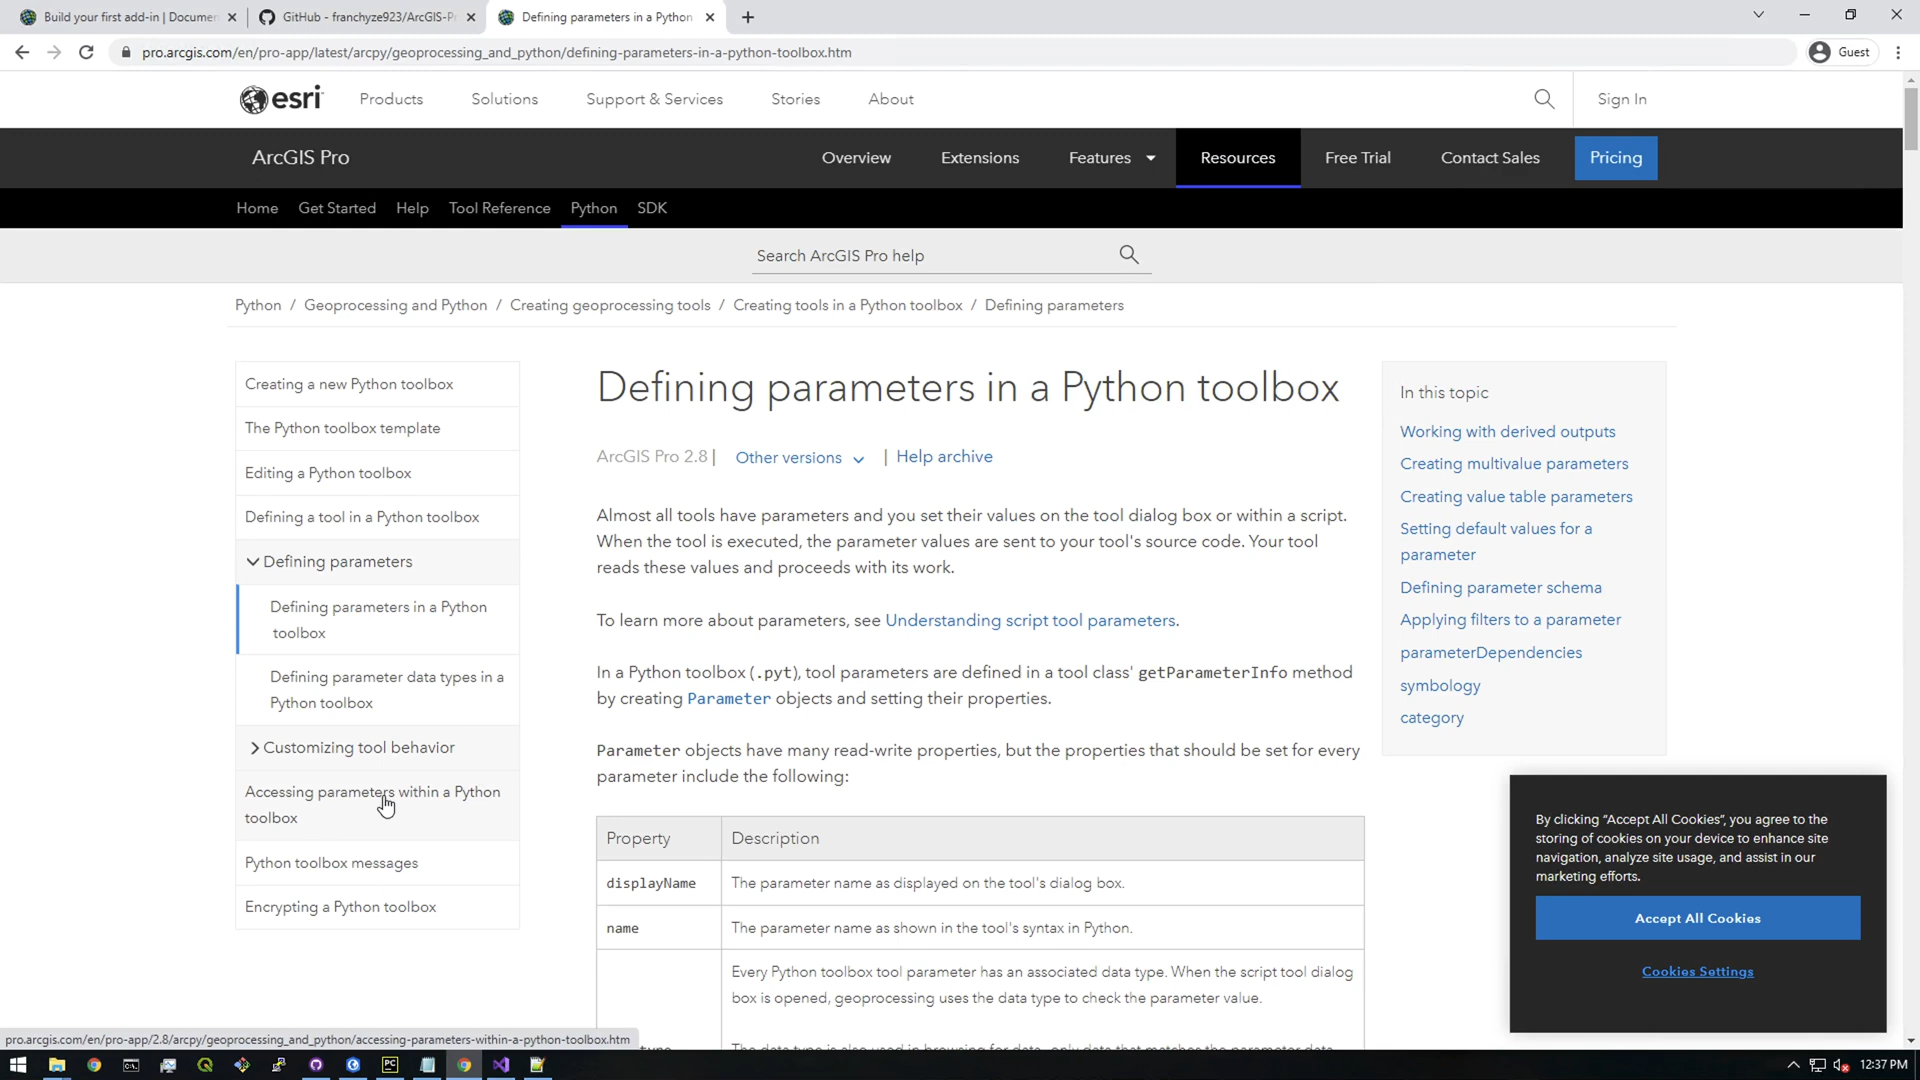 Build your first add-in | Documen
GitHub - franchyze923/ArcGIS-Pr
Defining parameters in a Python
pro.arcgis.com/en/pro-app/latest/arcpy/geoprocessing_and_python/defining-parameters-in-a-python-toolbox.htm
Guest
esri
Products
Solutions
Support & Services
Stories
About
Sign In
ArcGIS Pro
Overview
Extensions
Features
Resources
Free Trial
Contact Sales
Pricing
Home
Get Started
Help
Tool Reference
Python
SDK
Search ArcGIS Pro help
Python / Geoprocessing and Python / Creating geoprocessing tools / Creating tools in a Python toolbox / Defining parameters
Creating a new Python toolbox
The Python toolbox template
Editing a Python toolbox
Defining a tool in a Python toolbox
Defining parameters
Defining parameters in a Python
toolbox
Defining parameter data types in a
Python toolbox
Customizing tool behavior
Accessing parameters within a Python
toolbox
Python toolbox messages
Encrypting a Python toolbox
Defining parameters in a Python toolbox
ArcGIS Pro 2.8 | Other versions | Help archive
Almost all tools have parameters and you set their values on the tool dialog box or within a script.
When the tool is executed, the parameter values are sent to your tool's source code. Your tool
reads these values and proceeds with its work.
To learn more about parameters, see Understanding script tool parameters.
In a Python toolbox (.pyt), tool parameters are defined in a tool class' getParameterInfo method
by creating Parameter objects and setting their properties.
Parameter objects have many read-write properties, but the properties that should be set for every
parameter include the following:
Property
Description
displayName
The parameter name as displayed on the tool's dialog box.
name
The parameter name as shown in the tool's syntax in Python.
Every Python toolbox tool parameter has an associated data type. When the script tool dialog
box is opened, geoprocessing uses the data type to check the parameter value.
The data type is also used in browsing for data—only data that matches the parameter data
In this topic
Working with derived outputs
Creating multivalue parameters
Creating value table parameters
Setting default values for a
parameter
Defining parameter schema
Applying filters to a parameter
parameterDependencies
symbology
category
By clicking “Accept All Cookies”, you agree to the
storing of cookies on your device to enhance site
navigation, analyze site usage, and assist in our
marketing efforts.
Accept All Cookies
Cookies Settings
pro.arcgis.com/en/pro-app/2.8/arcpy/geoprocessing_and_python/accessing-parameters-within-a-python-toolbox.htm
12:37 PM